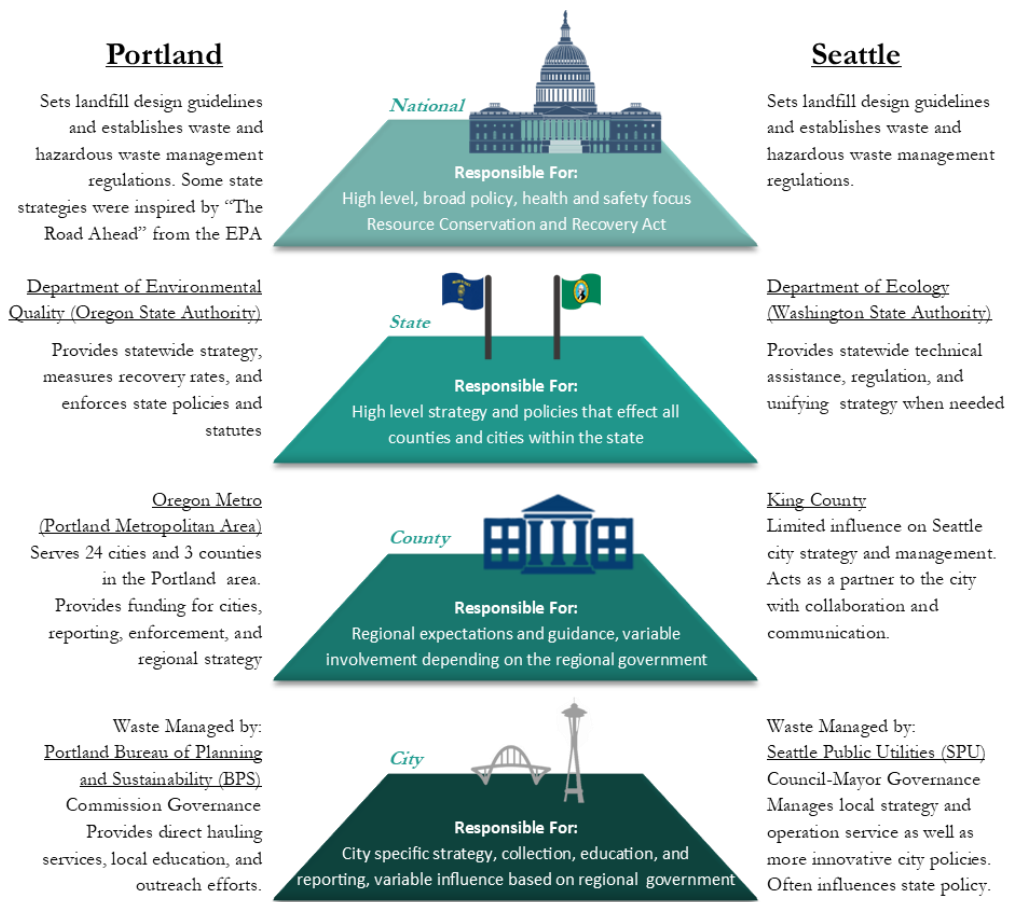 Portland
Sets landfill design guidelines
and establishes waste and
hazardous waste management
regulations. Some state
strategies were inspired by “The
Road Ahead” from the EPA
National
Responsible For:
High level, broad policy, health and safety focus
Resource Conservation and Recovery Act
Seattle
Sets landfill design guidelines
and establishes waste and
hazardous waste management
regulations.
Department of Environmental
Quality (Oregon State Authority)
Provides statewide strategy,
measures recovery rates, and
enforces state policies and
statutes
State
Responsible For:
High level strategy and policies that effect all
counties and cities within the state
Department of Ecology
(Washington State Authority)
Provides statewide technical
assistance, regulation, and
unifying strategy when needed
Oregon Metro
(Portland Metropolitan Area)
Serves 24 cities and 3 counties
in the Portland area.
Provides funding for cities,
reporting, enforcement, and
regional strategy
County
Responsible For:
Regional expectations and guidance, variable
involvement depending on the regional government
King County
Limited influence on Seattle
city strategy and management.
Acts as a partner to the city
with collaboration and
communication.
Waste Managed by:
Portland Bureau of Planning
and Sustainability (BPS)
Commission Governance
Provides direct hauling
services, local education, and
outreach efforts.
City
Responsible For:
City specific strategy, collection, education, and
reporting, variable influence based on regional government
Waste Managed by:
Seattle Public Utilities (SPU)
Council-Mayor Governance
Manages local strategy and
operation service as well as
more innovative city policies.
Often influences state policy.